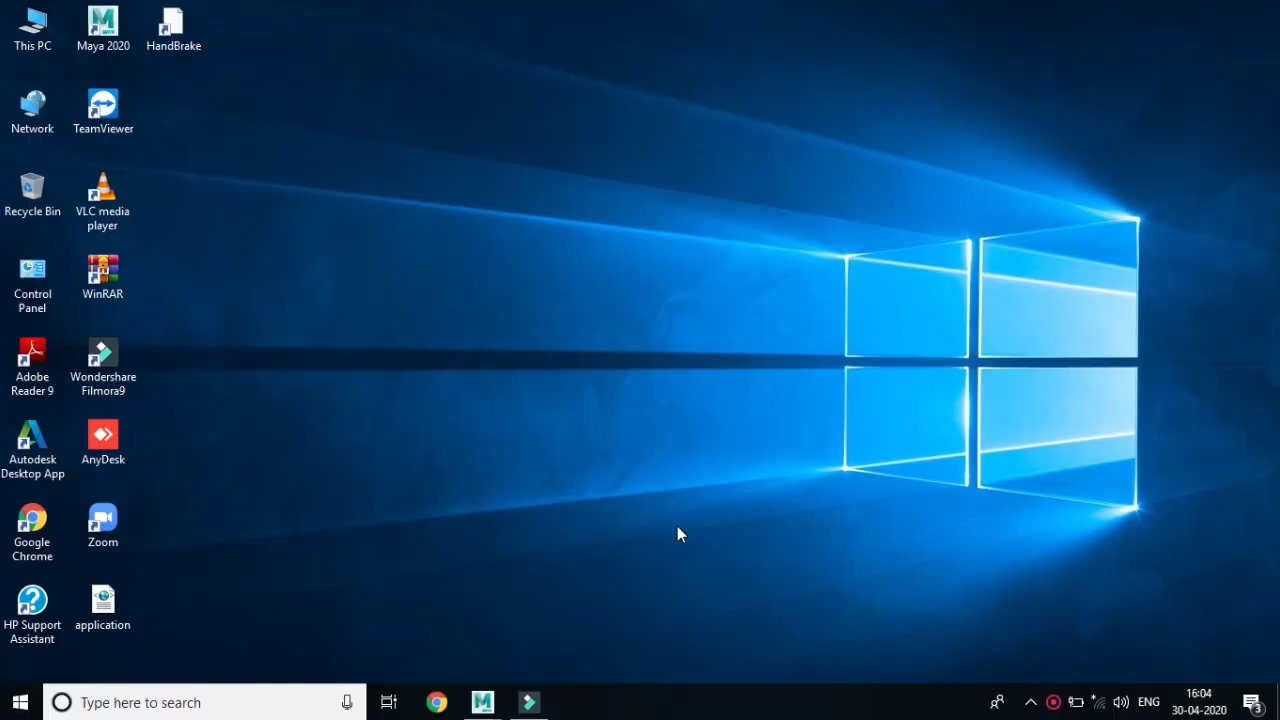 This PC
Maya 2020
HandBrake
Network
TeamViewer
Recycle Bin
VLC media
player
Control
Panel
WinRAR
Adobe
Reader 9
Wondershare
Filmora9
Autodesk
Desktop App
AnyDesk
Google
Chrome
Zoom
HP Support
Assistant
application
Type here to search
ENG
16:04
30-04-2020
3